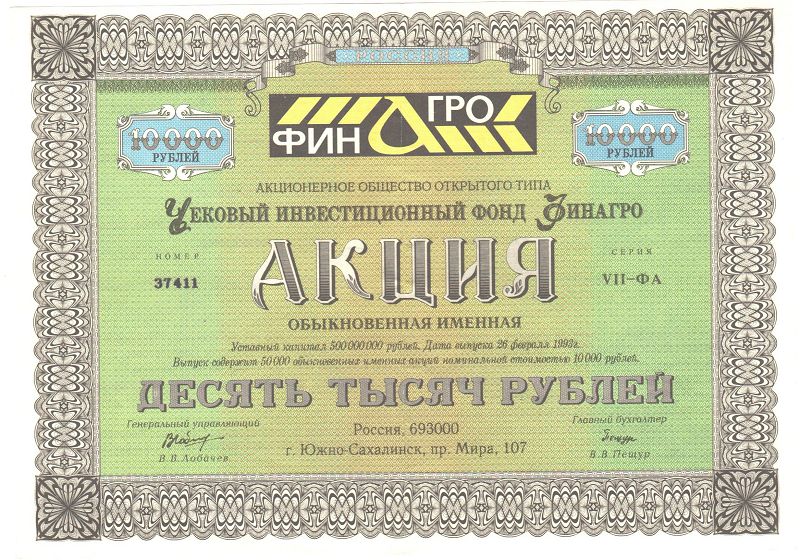 РОССИЯ
ФИНАГРО
10000
РУБЛЕЙ
10000
РУБЛЕЙ
АКЦИОНЕРНОЕ ОБЩЕСТВО ОТКРЫТОГО ТИПА
Чековый инвестиционный фонд Финагро
НОМЕР
37411
АКЦИЯ
СЕРИЯ
VII–ФА
ОБЫКНОВЕННАЯ ИМЕННАЯ
Уставный капитал 500 000 000 рублей. Дата выпуска 26 февраля 1993г.
Выпуск содержит 50 000 обыкновенных именных акций номинальной стоимостью 10 000 рублей.
ДЕСЯТЬ ТЫСЯЧ РУБЛЕЙ
Генеральный управляющий
В.В.Лобачев
Россия, 693000
г. Южно-Сахалинск, пр. Мира, 107
Главный бухгалтер
В.В.Пешур